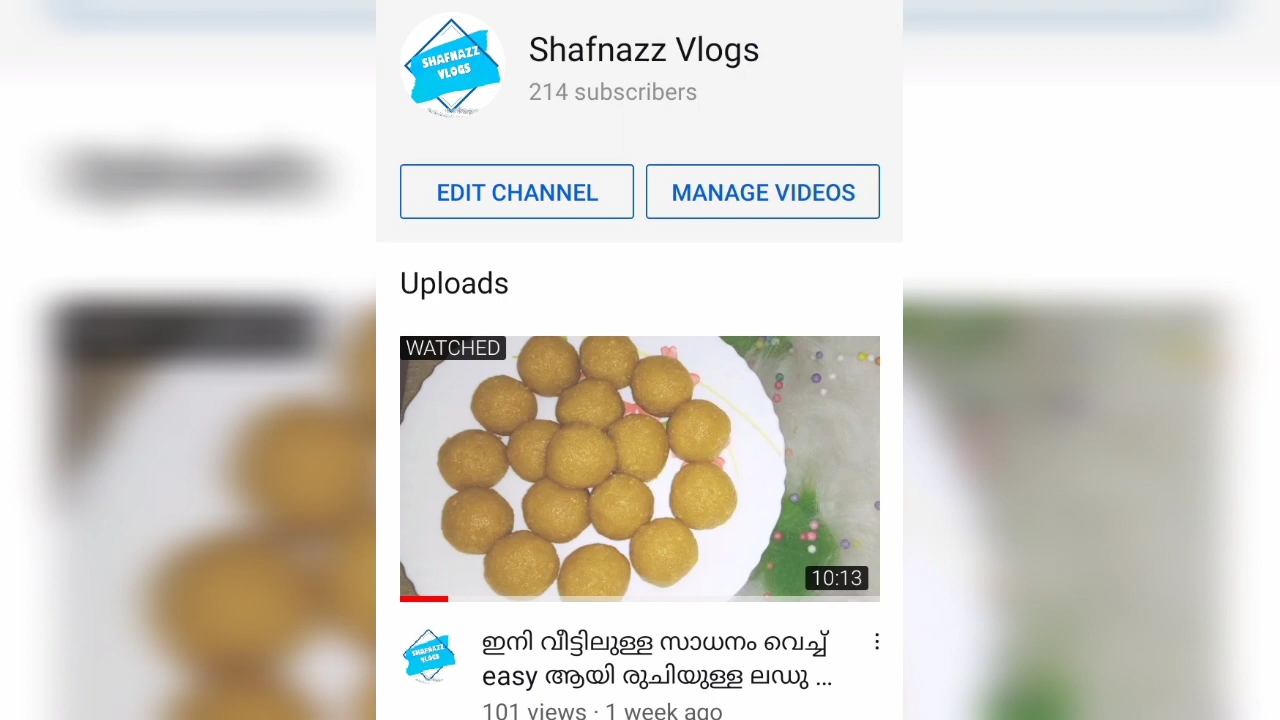 SHAFNAZZ
VLOGS
Shafnazz Vlogs
214 subscribers
EDIT CHANNEL
MANAGE VIDEOS
Uploads
WATCHED
10:13
SHAFNAZZ
VLOGS
ഇനി വീട്ടിലുള്ള സാധനം വെച്ച്
easy ആയി രുചിയുള്ള ലഡു ...
101 views · 1 week ago